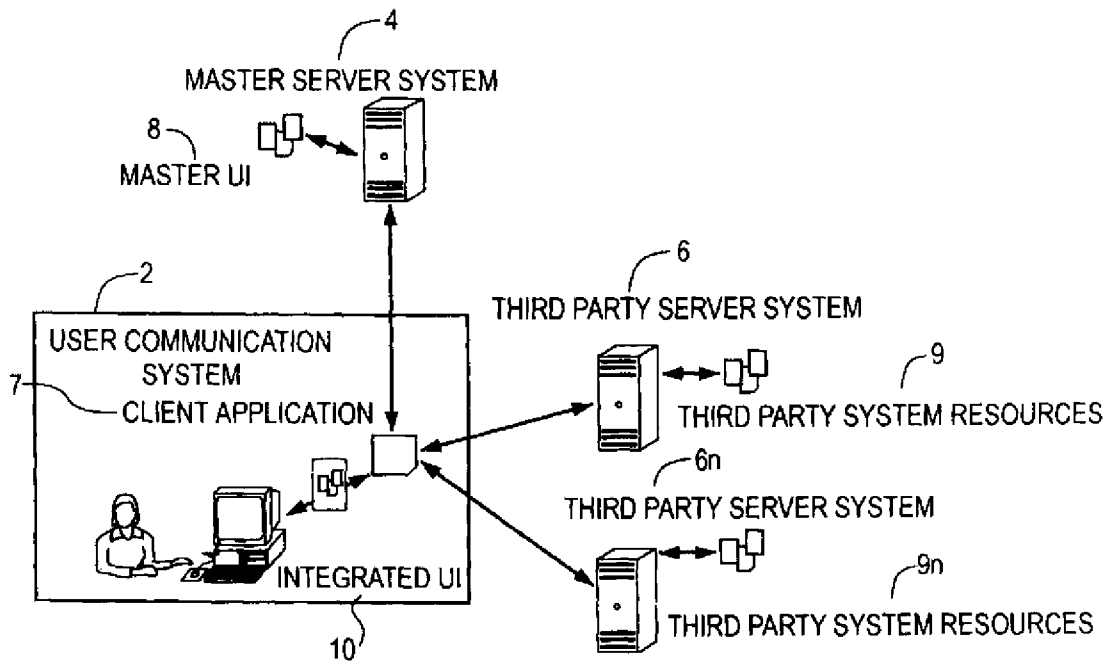 4
MASTER SERVER SYSTEM
8
MASTER UI
2
6
THIRD PARTY SERVER SYSTEM
USER COMMUNICATION
SYSTEM
7
CLIENT APPLICATION
9
THIRD PARTY SYSTEM RESOURCES
6n
THIRD PARTY SERVER SYSTEM
INTEGRATED UI
9n
THIRD PARTY SYSTEM RESOURCES
10